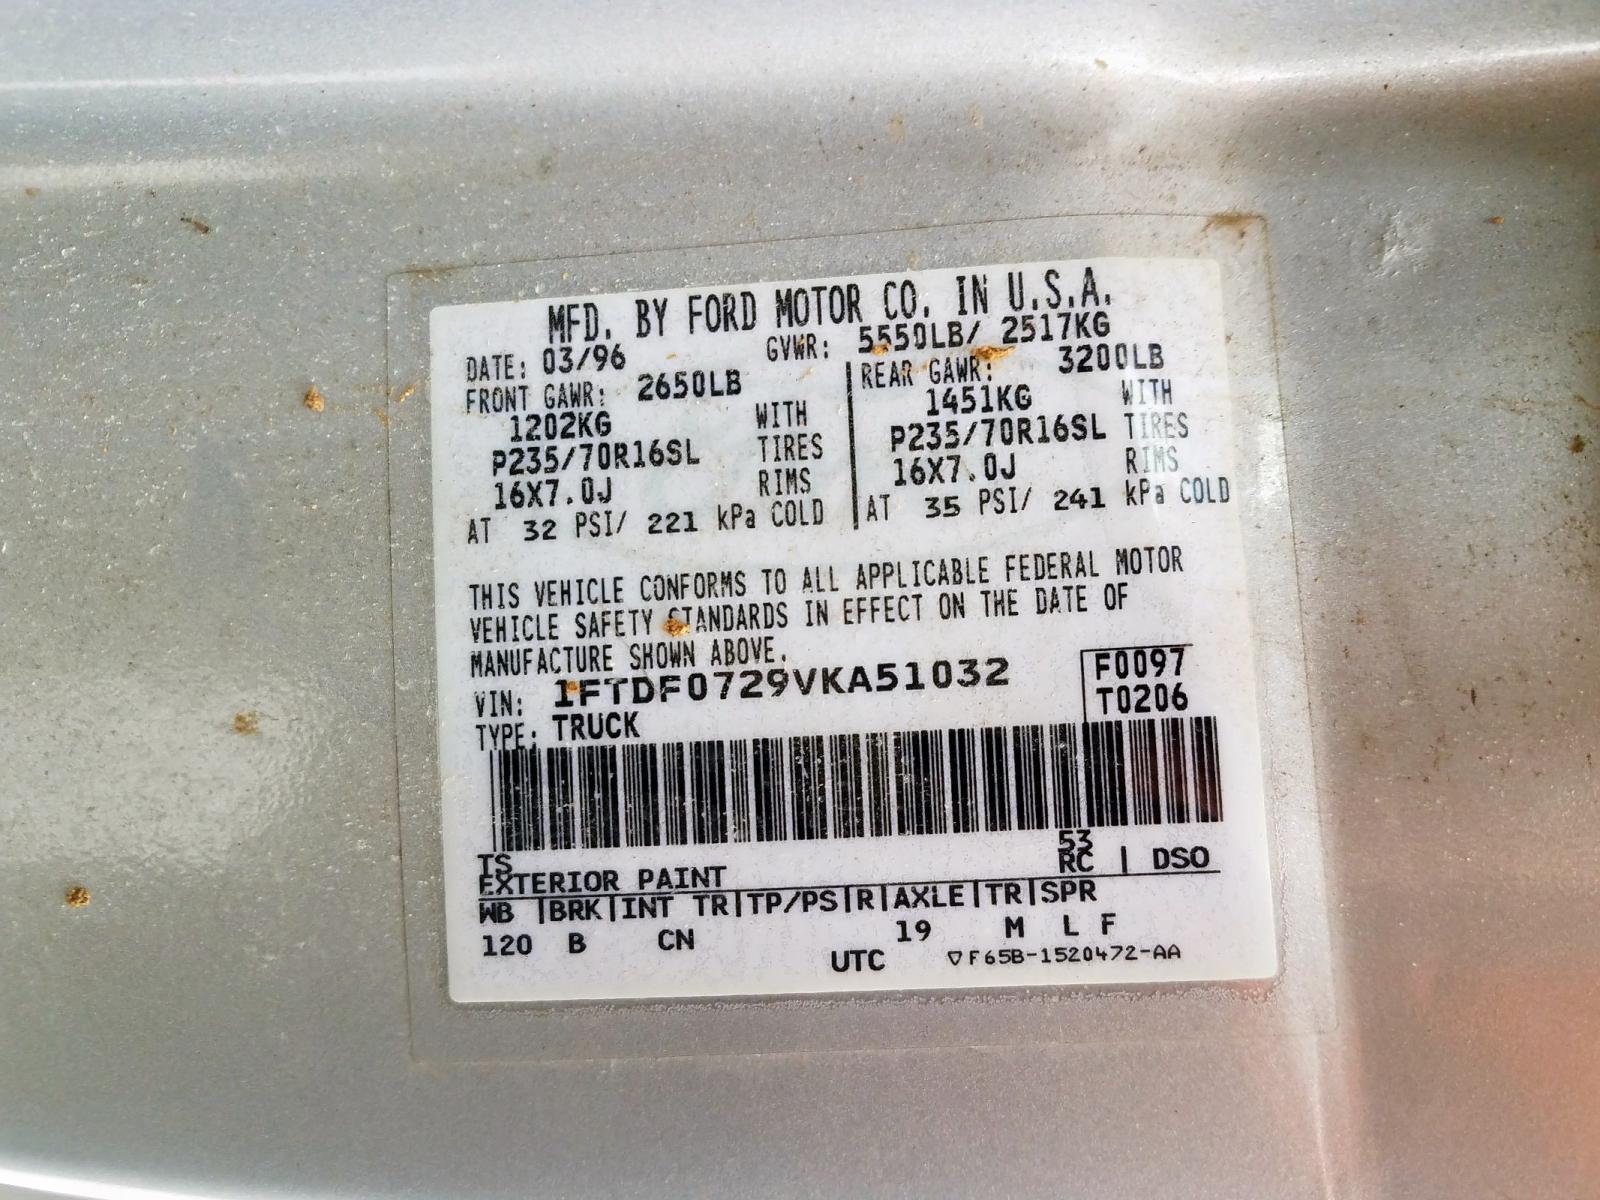 MFD. BY FORD MOTOR CO. IN U.S.A.
DATE: 03/96 GVWR: 5550LB/ 2517KG
FRONT GAWR: 2650LB REAR GAWR: 3200LB
1202KG WITH 1451KG WITH
P235/70R16SL TIRES P235/70R16SL TIRES
16X7.0J RIMS 16X7.0J RIMS
AT 32 PSI/ 221 kPa COLD AT 35 PSI/ 241 kPa COLD
THIS VEHICLE CONFORMS TO ALL APPLICABLE FEDERAL MOTOR
VEHICLE SAFETY STANDARDS IN EFFECT ON THE DATE OF
MANUFACTURE SHOWN ABOVE.
VIN: 1FTDF0729VKA51032 F0097
TYPE: TRUCK T0206
TS 53
EXTERIOR PAINT RC | DSO
WB |BRK|INT TR|TP/PS|R|AXLE|TR|SPR
120 B CN 19 M L F
UTC ▽F65B-1520472-AA